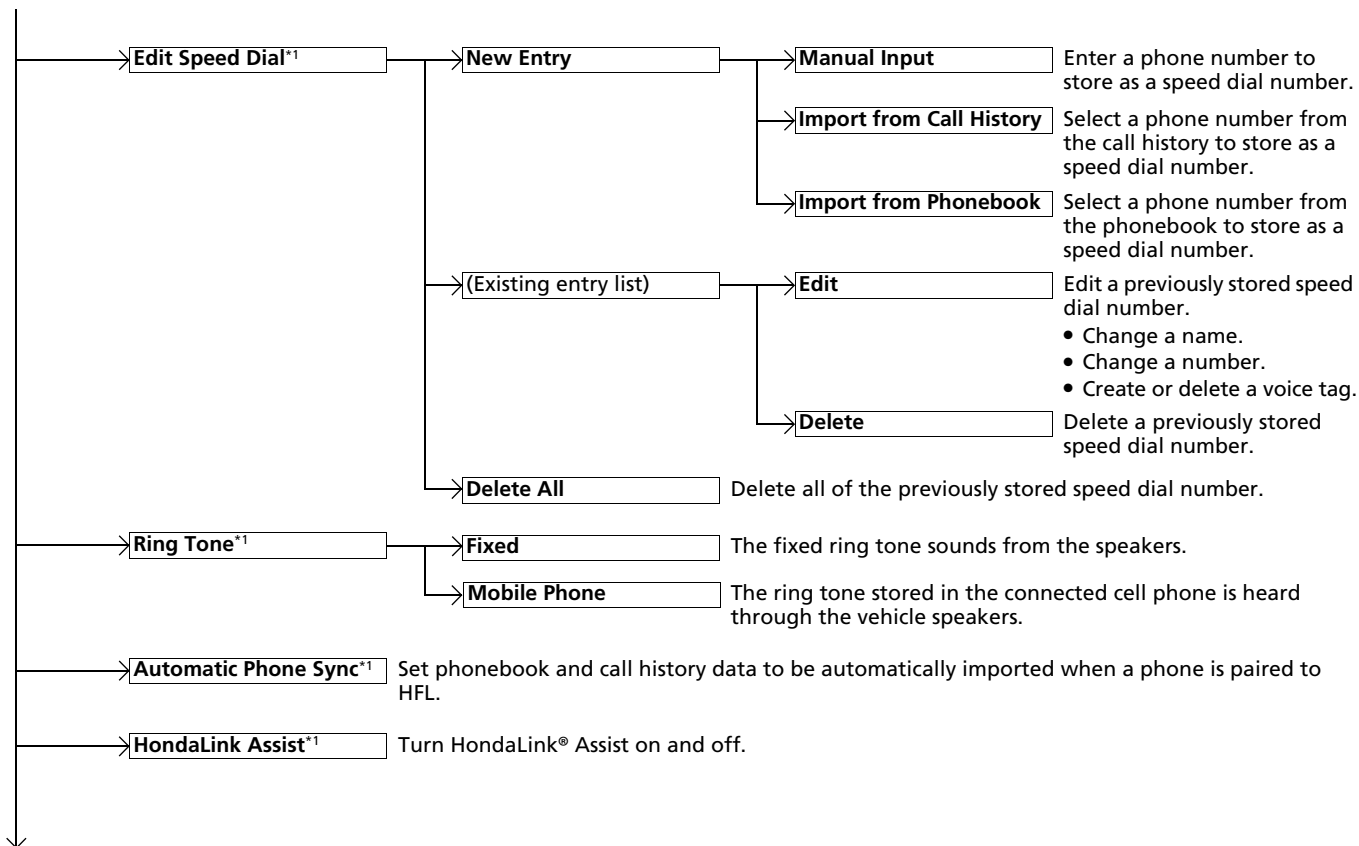 Edit Speed Dial*1
New Entry
Manual Input
Enter a phone number to
store as a speed dial number.
Import from Call History
Select a phone number from
the call history to store as a
speed dial number.
Import from Phonebook
Select a phone number from
the phonebook to store as a
speed dial number.
(Existing entry list)
Edit
Edit a previously stored speed
dial number.
• Change a name.
• Change a number.
• Create or delete a voice tag.
Delete
Delete a previously stored
speed dial number.
Delete All
Delete all of the previously stored speed dial number.
Ring Tone*1
Fixed
The fixed ring tone sounds from the speakers.
Mobile Phone
The ring tone stored in the connected cell phone is heard
through the vehicle speakers.
Automatic Phone Sync*1
Set phonebook and call history data to be automatically imported when a phone is paired to
HFL.
HondaLink Assist*1
Turn HondaLink® Assist on and off.